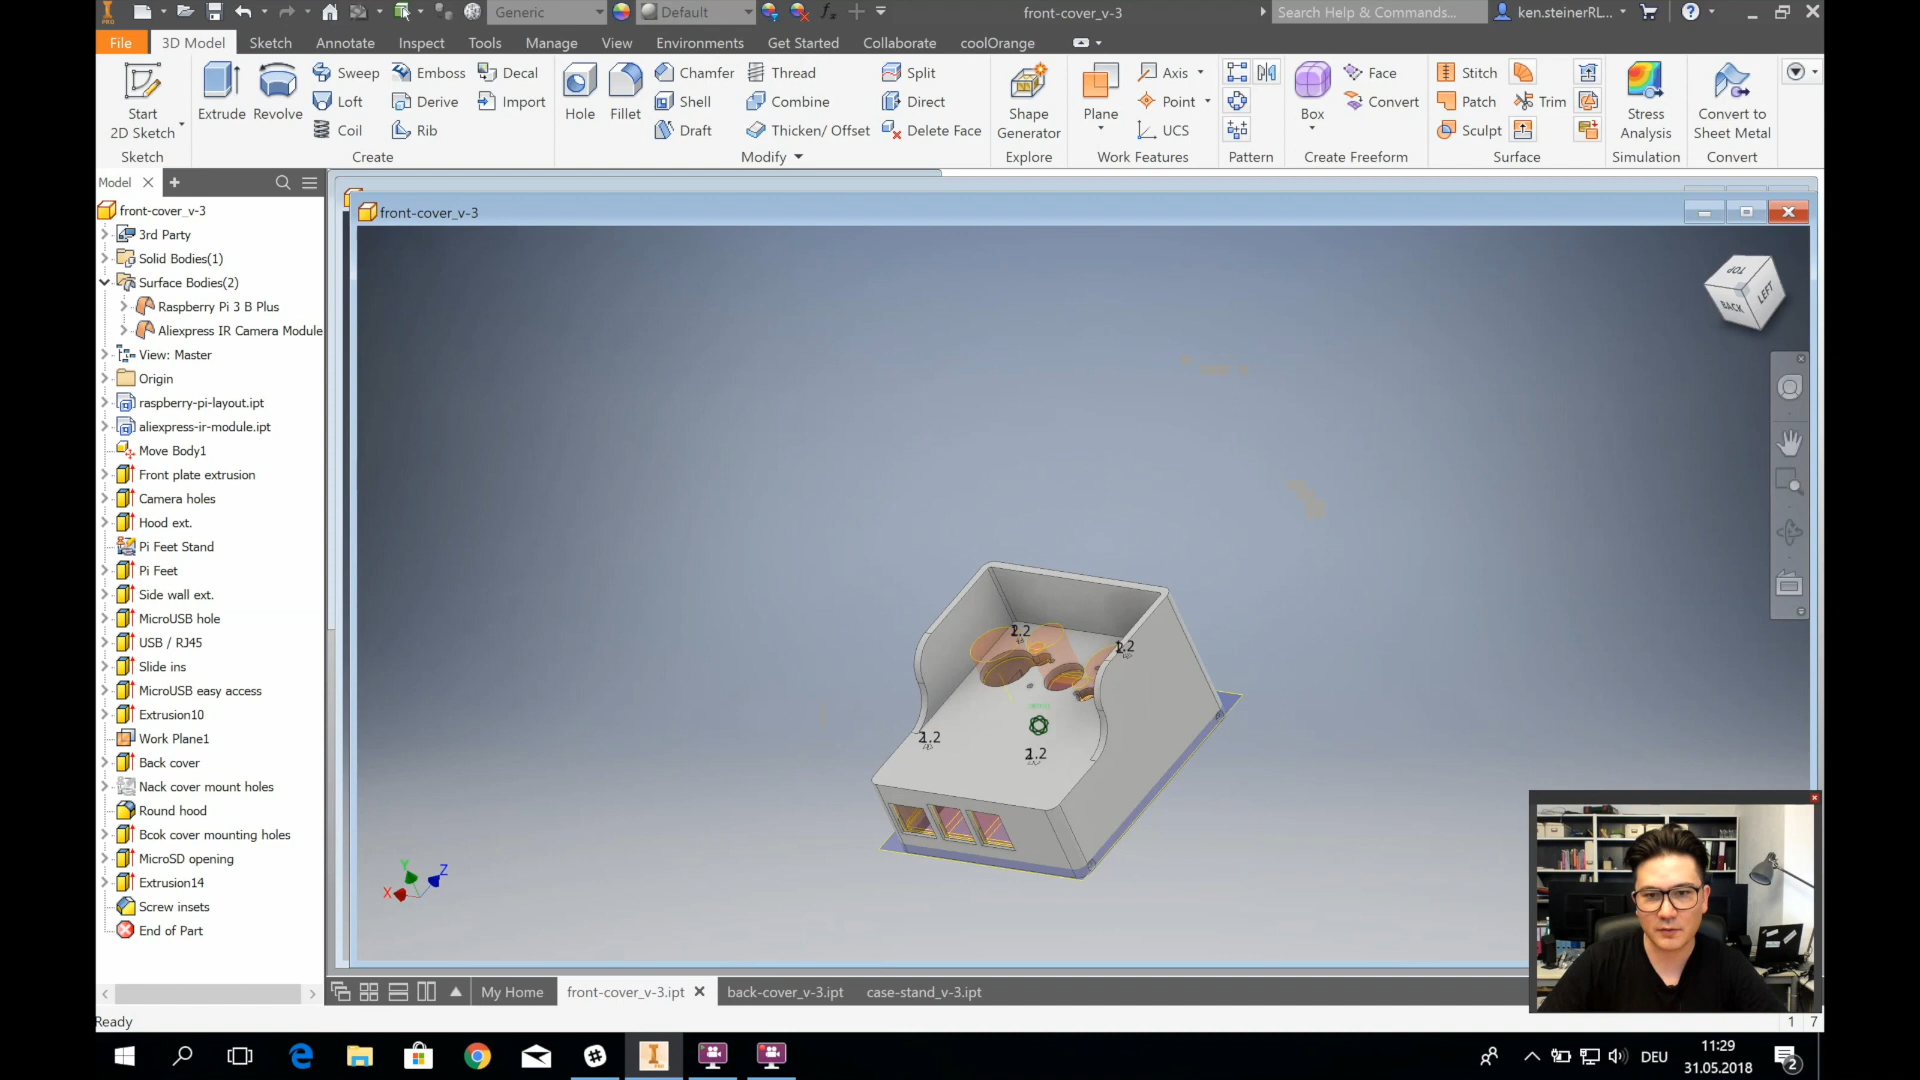 PRO
Generic
Default
front-cover_v-3
Search Help & Commands...
ken.steinerRL...
File
3D Model
Sketch
Annotate
Inspect
Tools
Manage
View
Environments
Get Started
Collaborate
coolOrange
Start
2D Sketch
Sketch
Extrude
Revolve
Sweep
Loft
Coil
Emboss
Derive
Rib
Decal
Import
Create
Hole
Fillet
Chamfer
Shell
Draft
Thread
Combine
Thicken/ Offset
Split
Direct
Delete Face
Modify
Shape
Generator
Explore
Plane
Axis
Point
UCS
Work Features
Pattern
Box
Face
Convert
Create Freeform
Stitch
Patch
Sculpt
Trim
Surface
Stress
Analysis
Simulation
Convert to
Sheet Metal
Convert
Model
front-cover_v-3
3rd Party
Solid Bodies(1)
Surface Bodies(2)
Raspberry Pi 3 B Plus
Aliexpress IR Camera Module
View: Master
Origin
raspberry-pi-layout.ipt
aliexpress-ir-module.ipt
Move Body1
Front plate extrusion
Camera holes
Hood ext.
Pi Feet Stand
Pi Feet
Side wall ext.
MicroUSB hole
USB / RJ45
Slide ins
MicroUSB easy access
Extrusion10
Work Plane1
Back cover
Nack cover mount holes
Round hood
Bcok cover mounting holes
MicroSD opening
Extrusion14
Screw insets
End of Part
front-cover_v-3
TOP
BACK
LEFT
X
Y
Z
My Home
front-cover_v-3.ipt
back-cover_v-3.ipt
case-stand_v-3.ipt
Ready
1
7
DEU
11:29
31.05.2018
2